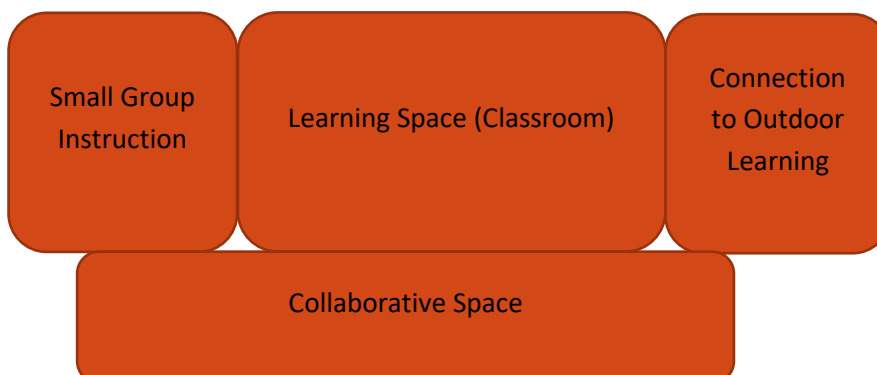 Small Group
Instruction
Learning Space (Classroom)
Connection
to Outdoor
Learning
Collaborative Space